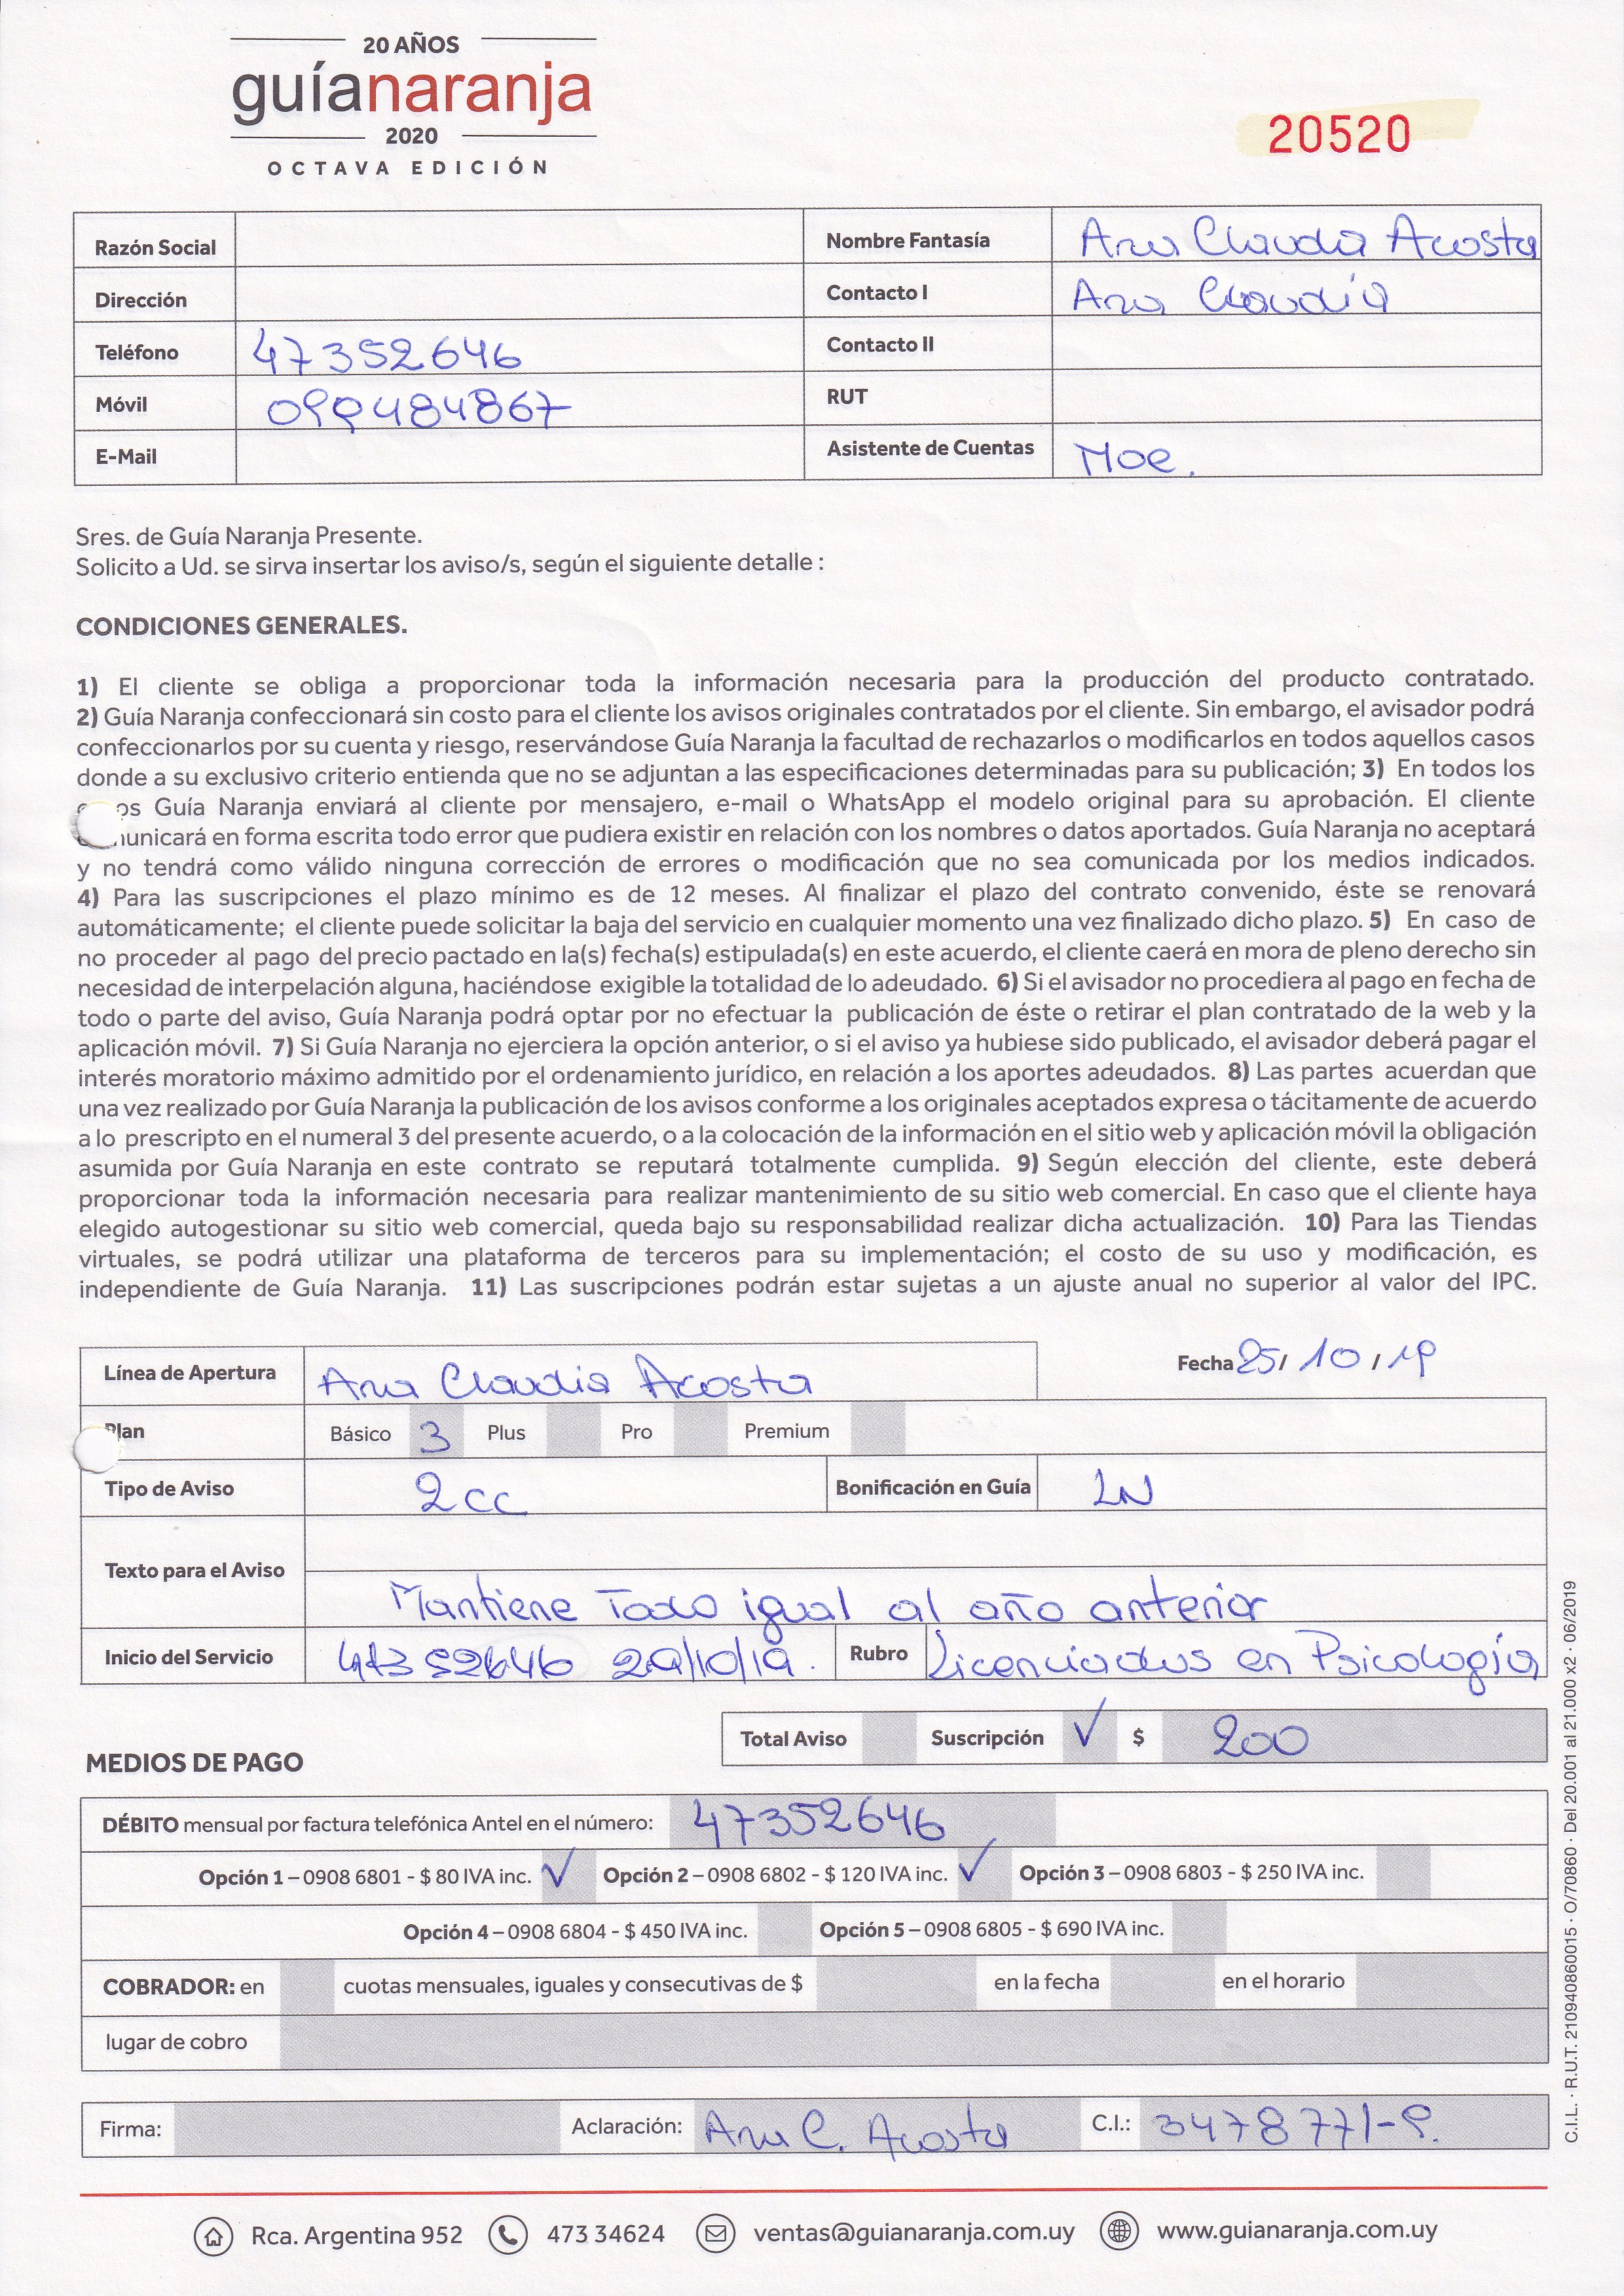 20 AÑOS
guíanaranja
2020
OCTAVA EDICIÓN
20520
Razón Social
Nombre Fantasía Ana Claudia Acosta
Dirección
Contacto I Ana Claudia
Teléfono 47352646
Contacto II
Móvil 099484867
RUT
E-Mail
Asistente de Cuentas Noe.
Sres. de Guía Naranja Presente.
Solicito a Ud. se sirva insertar los aviso/s, según el siguiente detalle :
CONDICIONES GENERALES.
1) El cliente se obliga a proporcionar toda la información necesaria para la producción del producto contratado.
2) Guía Naranja confeccionará sin costo para el cliente los avisos originales contratados por el cliente. Sin embargo, el avisador podrá
confeccionarlos por su cuenta y riesgo, reservándose Guía Naranja la facultad de rechazarlos o modificarlos en todos aquellos casos
donde a su exclusivo criterio entienda que no se adjuntan a las especificaciones determinadas para su publicación; 3) En todos los
os Guía Naranja enviará al cliente por mensajero, e-mail o WhatsApp el modelo original para su aprobación. El cliente
unicará en forma escrita todo error que pudiera existir en relación con los nombres o datos aportados. Guía Naranja no aceptará
y no tendrá como válido ninguna corrección de errores o modificación que no sea comunicada por los medios indicados.
4) Para las suscripciones el plazo mínimo es de 12 meses. Al finalizar el plazo del contrato convenido, éste se renovará
automáticamente; el cliente puede solicitar la baja del servicio en cualquier momento una vez finalizado dicho plazo. 5) En caso de
no proceder al pago del precio pactado en la(s) fecha(s) estipulada(s) en este acuerdo, el cliente caerá en mora de pleno derecho sin
necesidad de interpelación alguna, haciéndose exigible la totalidad de lo adeudado. 6) Si el avisador no procediera al pago en fecha de
todo o parte del aviso, Guía Naranja podrá optar por no efectuar la publicación de éste o retirar el plan contratado de la web y la
aplicación móvil. 7) Si Guía Naranja no ejerciera la opción anterior, o si el aviso ya hubiese sido publicado, el avisador deberá pagar el
interés moratorio máximo admitido por el ordenamiento jurídico, en relación a los aportes adeudados. 8) Las partes acuerdan que
una vez realizado por Guía Naranja la publicación de los avisos conforme a los originales aceptados expresa o tácitamente de acuerdo
a lo prescripto en el numeral 3 del presente acuerdo, o a la colocación de la información en el sitio web y aplicación móvil la obligación
asumida por Guía Naranja en este contrato se reputará totalmente cumplida. 9) Según elección del cliente, este deberá
proporcionar toda la información necesaria para realizar mantenimiento de su sitio web comercial. En caso que el cliente haya
elegido autogestionar su sitio web comercial, queda bajo su responsabilidad realizar dicha actualización. 10) Para las Tiendas
virtuales, se podrá utilizar una plataforma de terceros para su implementación; el costo de su uso y modificación, es
independiente de Guía Naranja. 11) Las suscripciones podrán estar sujetas a un ajuste anual no superior al valor del IPC.
Línea de Apertura Ana Claudia Acosta
Fecha 25/ 10 / 19
Plan Básico 3 Plus Pro Premium
Tipo de Aviso 2cc Bonificación en Guía LN
Texto para el Aviso
Mantiene Todo igual al año anterior
Inicio del Servicio 47352646 29/10/19. Rubro Licenciados en Psicología
Total Aviso Suscripción ✓ $ 200
MEDIOS DE PAGO
DÉBITO mensual por factura telefónica Antel en el número: 47352646
Opción 1 – 0908 6801 - $ 80 IVA inc. ✓ Opción 2 – 0908 6802 - $ 120 IVA inc. ✓ Opción 3 – 0908 6803 - $ 250 IVA inc.
Opción 4 – 0908 6804 - $ 450 IVA inc. Opción 5 – 0908 6805 - $ 690 IVA inc.
COBRADOR: en cuotas mensuales, iguales y consecutivas de $ en la fecha en el horario
lugar de cobro
Firma: Aclaración: Ana C. Acosta C.I.: 3478771-9.
Rca. Argentina 952 473 34624 ventas@guianaranja.com.uy www.guianaranja.com.uy
C.I.L. · R.U.T. 210940860015 · O/70860 · Del 20.001 al 21.000 x2 · 06/2019